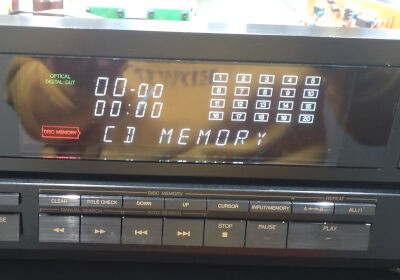 OPTICAL
DIGITAL OUT
00-00
00:00
1 2 3 4 5
6 7 8 9 10
11 12 13 14 15
16 17 18 19 20
DISC MEMORY
CD MEMORY
DISC MEMORY
REPEAT
CLEAR TITLE CHECK DOWN UP CURSOR INPUT/MEMORY A↔B ALL/1
MANUAL SEARCH AUTO SEARCH
STOP PAUSE PLAY